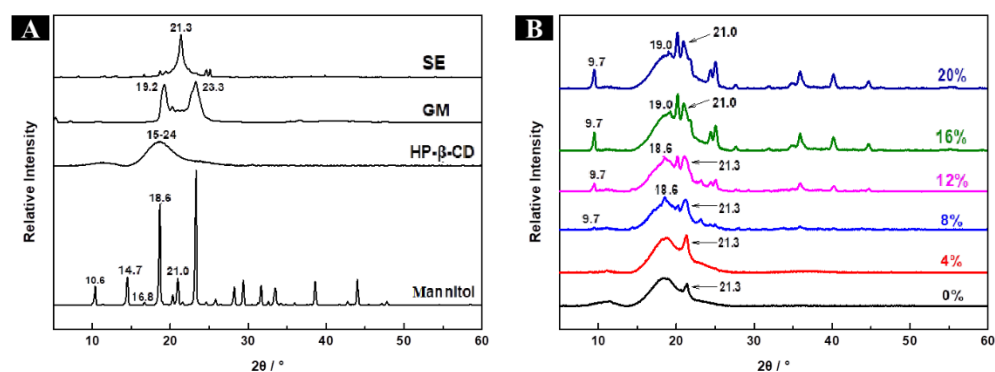 A
21.3
SE
19.2
23.3
GM
15-24
HP-β-CD
18.6
10.6
14.7
16.8
21.0
Mannitol
Relative Intensity
10 20 30 40 50 60
2θ / °
B
9.7
19.0
21.0
20%
9.7
19.0
21.0
16%
9.7
18.6
21.3
12%
9.7
18.6
21.3
8%
21.3
4%
21.3
0%
Relative Intensity
10 20 30 40 50 60
2θ / °